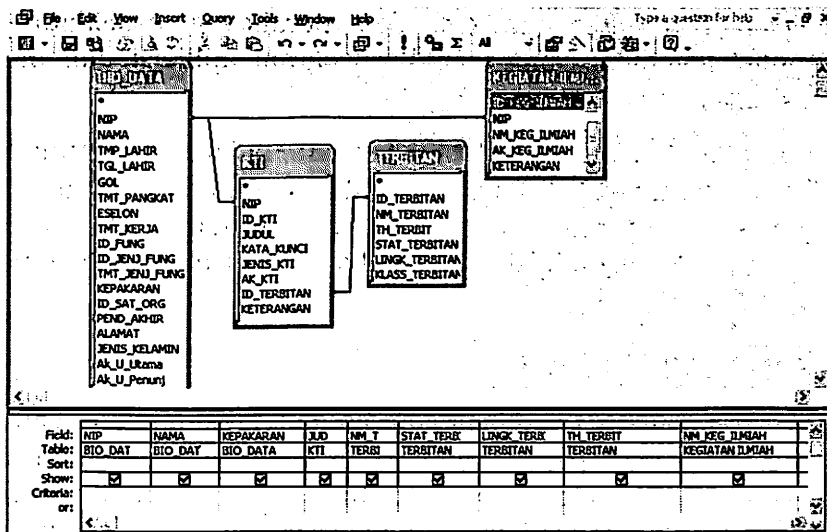 File Edit View Insert Query Tools Window Help Type a question for help
All
BIO_DATA
*
NIP
NAMA
TMP_LAHIR
TGL_LAHIR
GOL
TMT_PANGKAT
ESELON
TMT_KERJA
ID_FUNG
ID_JENJ_FUNG
TMT_JENJ_FUNG
KEPAKARAN
ID_SAT_ORG
PEND_AKHIR
ALAMAT
JENIS_KELAMIN
Ak_U_Utama
Ak_U_Penunj
KTI
*
NIP
ID_KTI
JUDUL
KATA_KUNCI
JENIS_KTI
AK_KTI
ID_TERBITAN
KETERANGAN
TERBITAN
*
ID_TERBITAN
NM_TERBITAN
TH_TERBIT
STAT_TERBITAN
LINGK_TERBITAN
KLASS_TERBITAN
KEGIATAN ILMI
NIP
NM_KEG_ILMIAH
AK_KEG_ILMIAH
KETERANGAN
Field: NIP NAMA KEPAKARAN JUD NM_T STAT_TERB LINGK_TERB TH_TERBIT NM_KEG_ILMIAH
Table: BIO_DAT BIO_DAT BIO_DATA KTI TERBI TERBITAN TERBITAN TERBITAN KEGIATAN ILMIAH
Sort:
Show:
Criteria:
or: